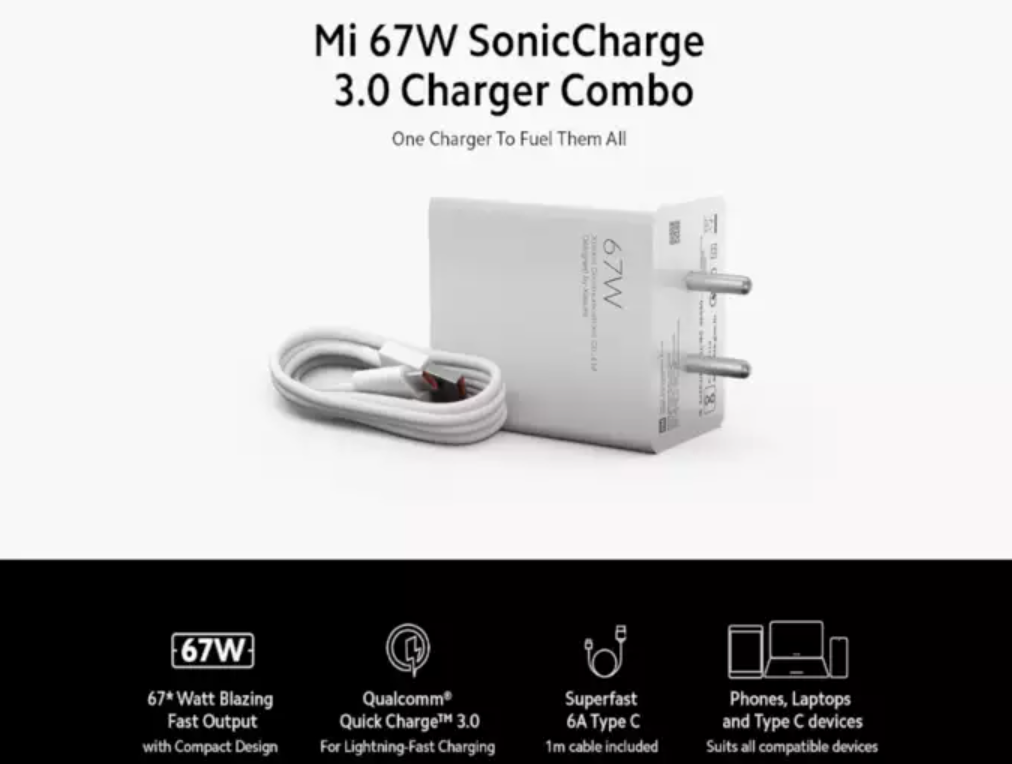 Mi 67W SonicCharge
3.0 Charger Combo
One Charger To Fuel Them All
67W
67W
67* Watt Blazing
Fast Output
with Compact Design
Qualcomm®
Quick Charge™ 3.0
For Lightning-Fast Charging
Superfast
6A Type C
1m cable included
Phones, Laptops
and Type C devices
Suits all compatible devices